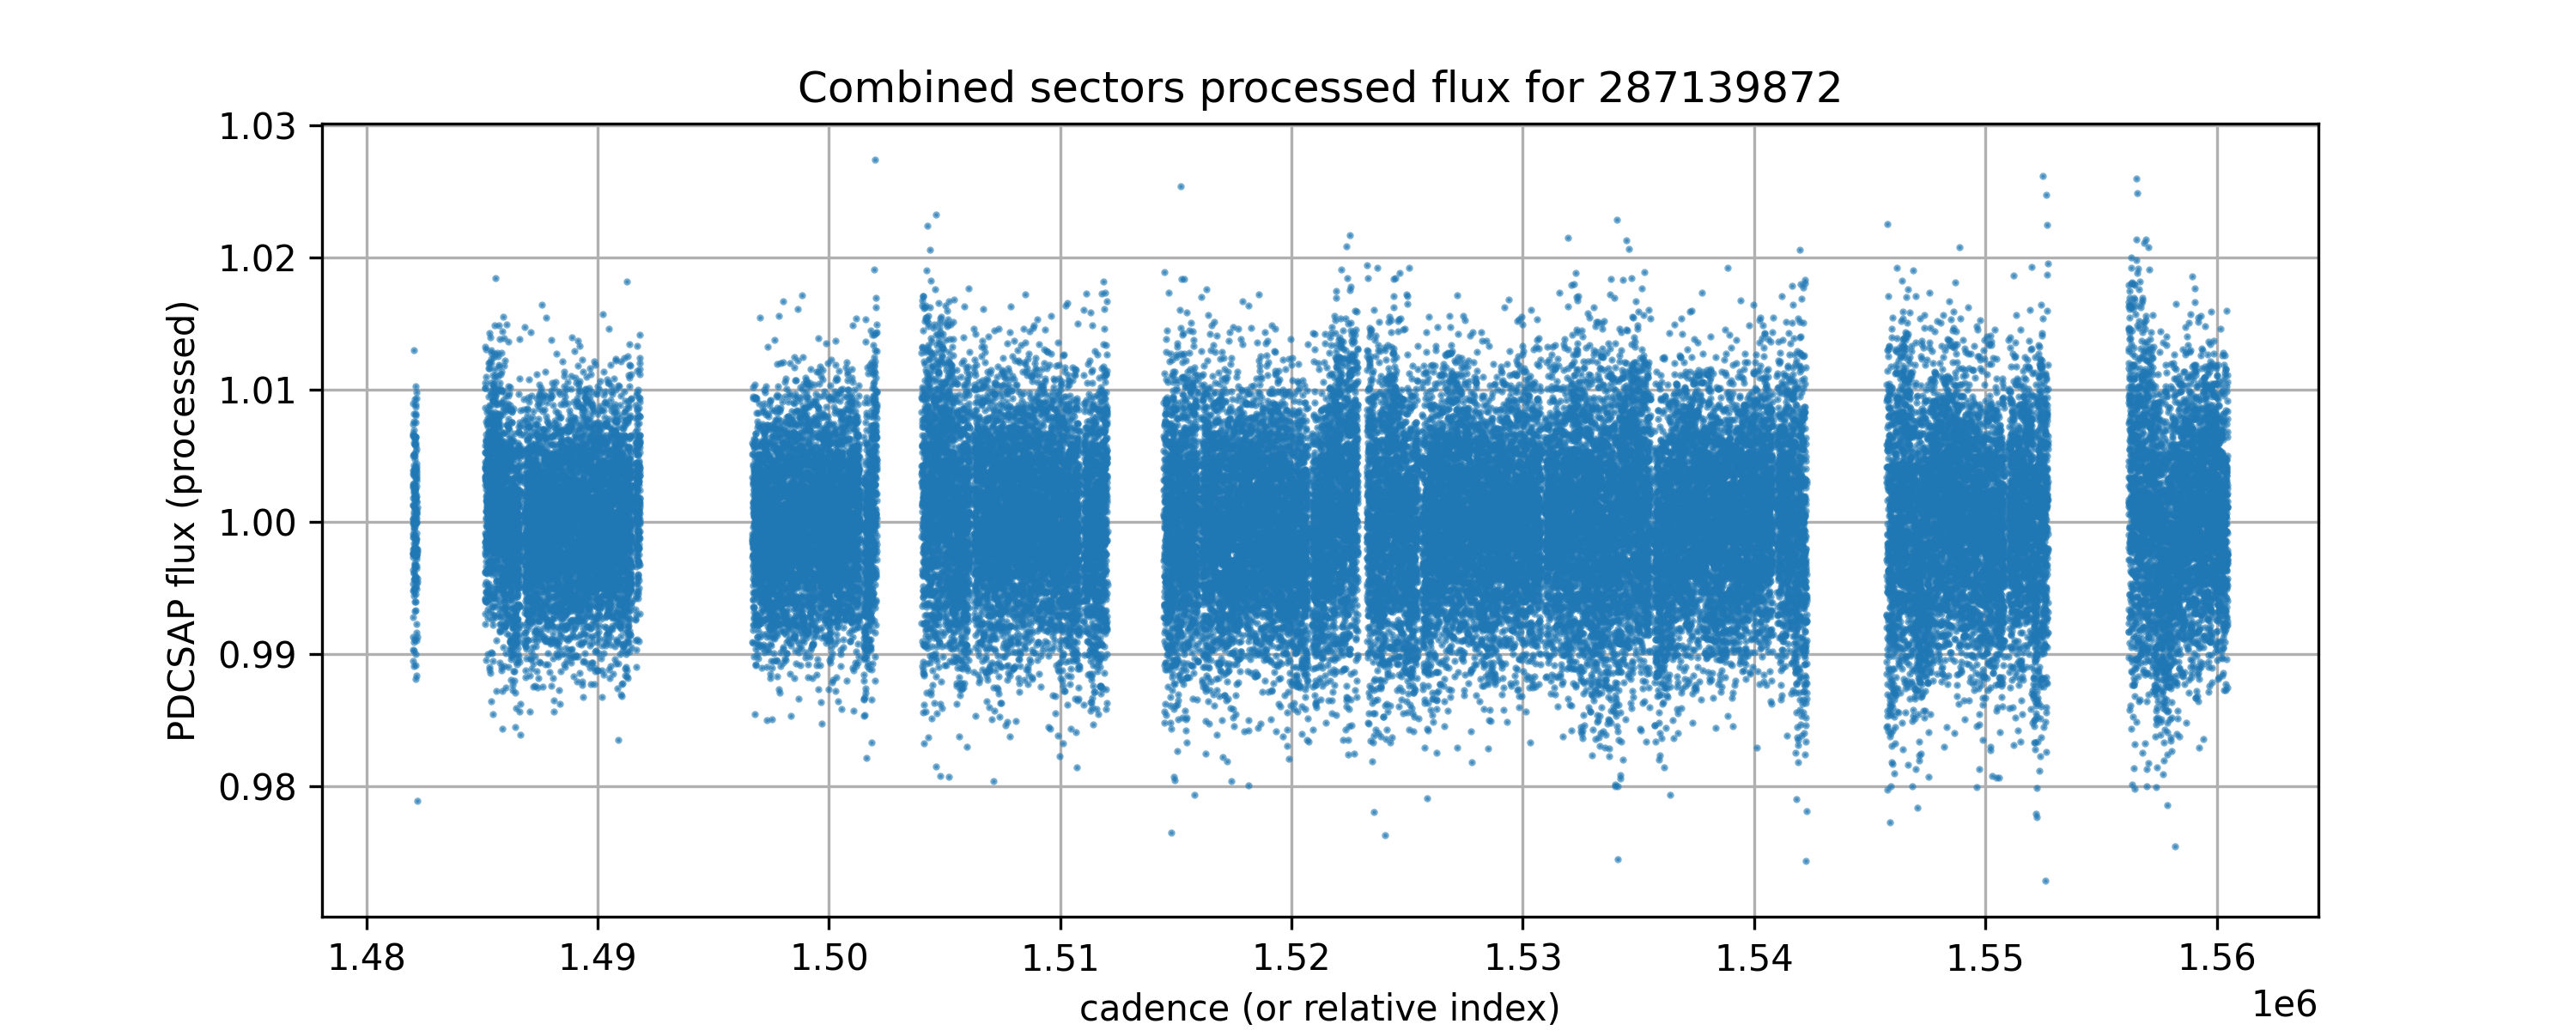 Combined sectors processed flux for 287139872
PDCSAP flux (processed)
1.03
1.02
1.01
1.00
0.99
0.98
1.48 1.49 1.50 1.51 1.52 1.53 1.54 1.55 1.56
1e6
cadence (or relative index)